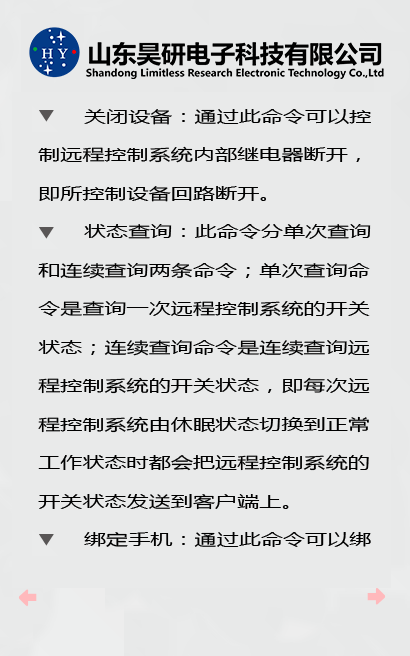 HY
山东昊研电子科技有限公司
Shandong Limitless Research Electronic Technology Co.,Ltd
▼ 关闭设备：通过此命令可以控
制远程控制系统内部继电器断开，
即所控制设备回路断开。
▼ 状态查询：此命令分单次查询
和连续查询两条命令；单次查询命
令是查询一次远程控制系统的开关
状态；连续查询命令是连续查询远
程控制系统的开关状态，即每次远
程控制系统由休眠状态切换到正常
工作状态时都会把远程控制系统的
开关状态发送到客户端上。
▼ 绑定手机：通过此命令可以绑